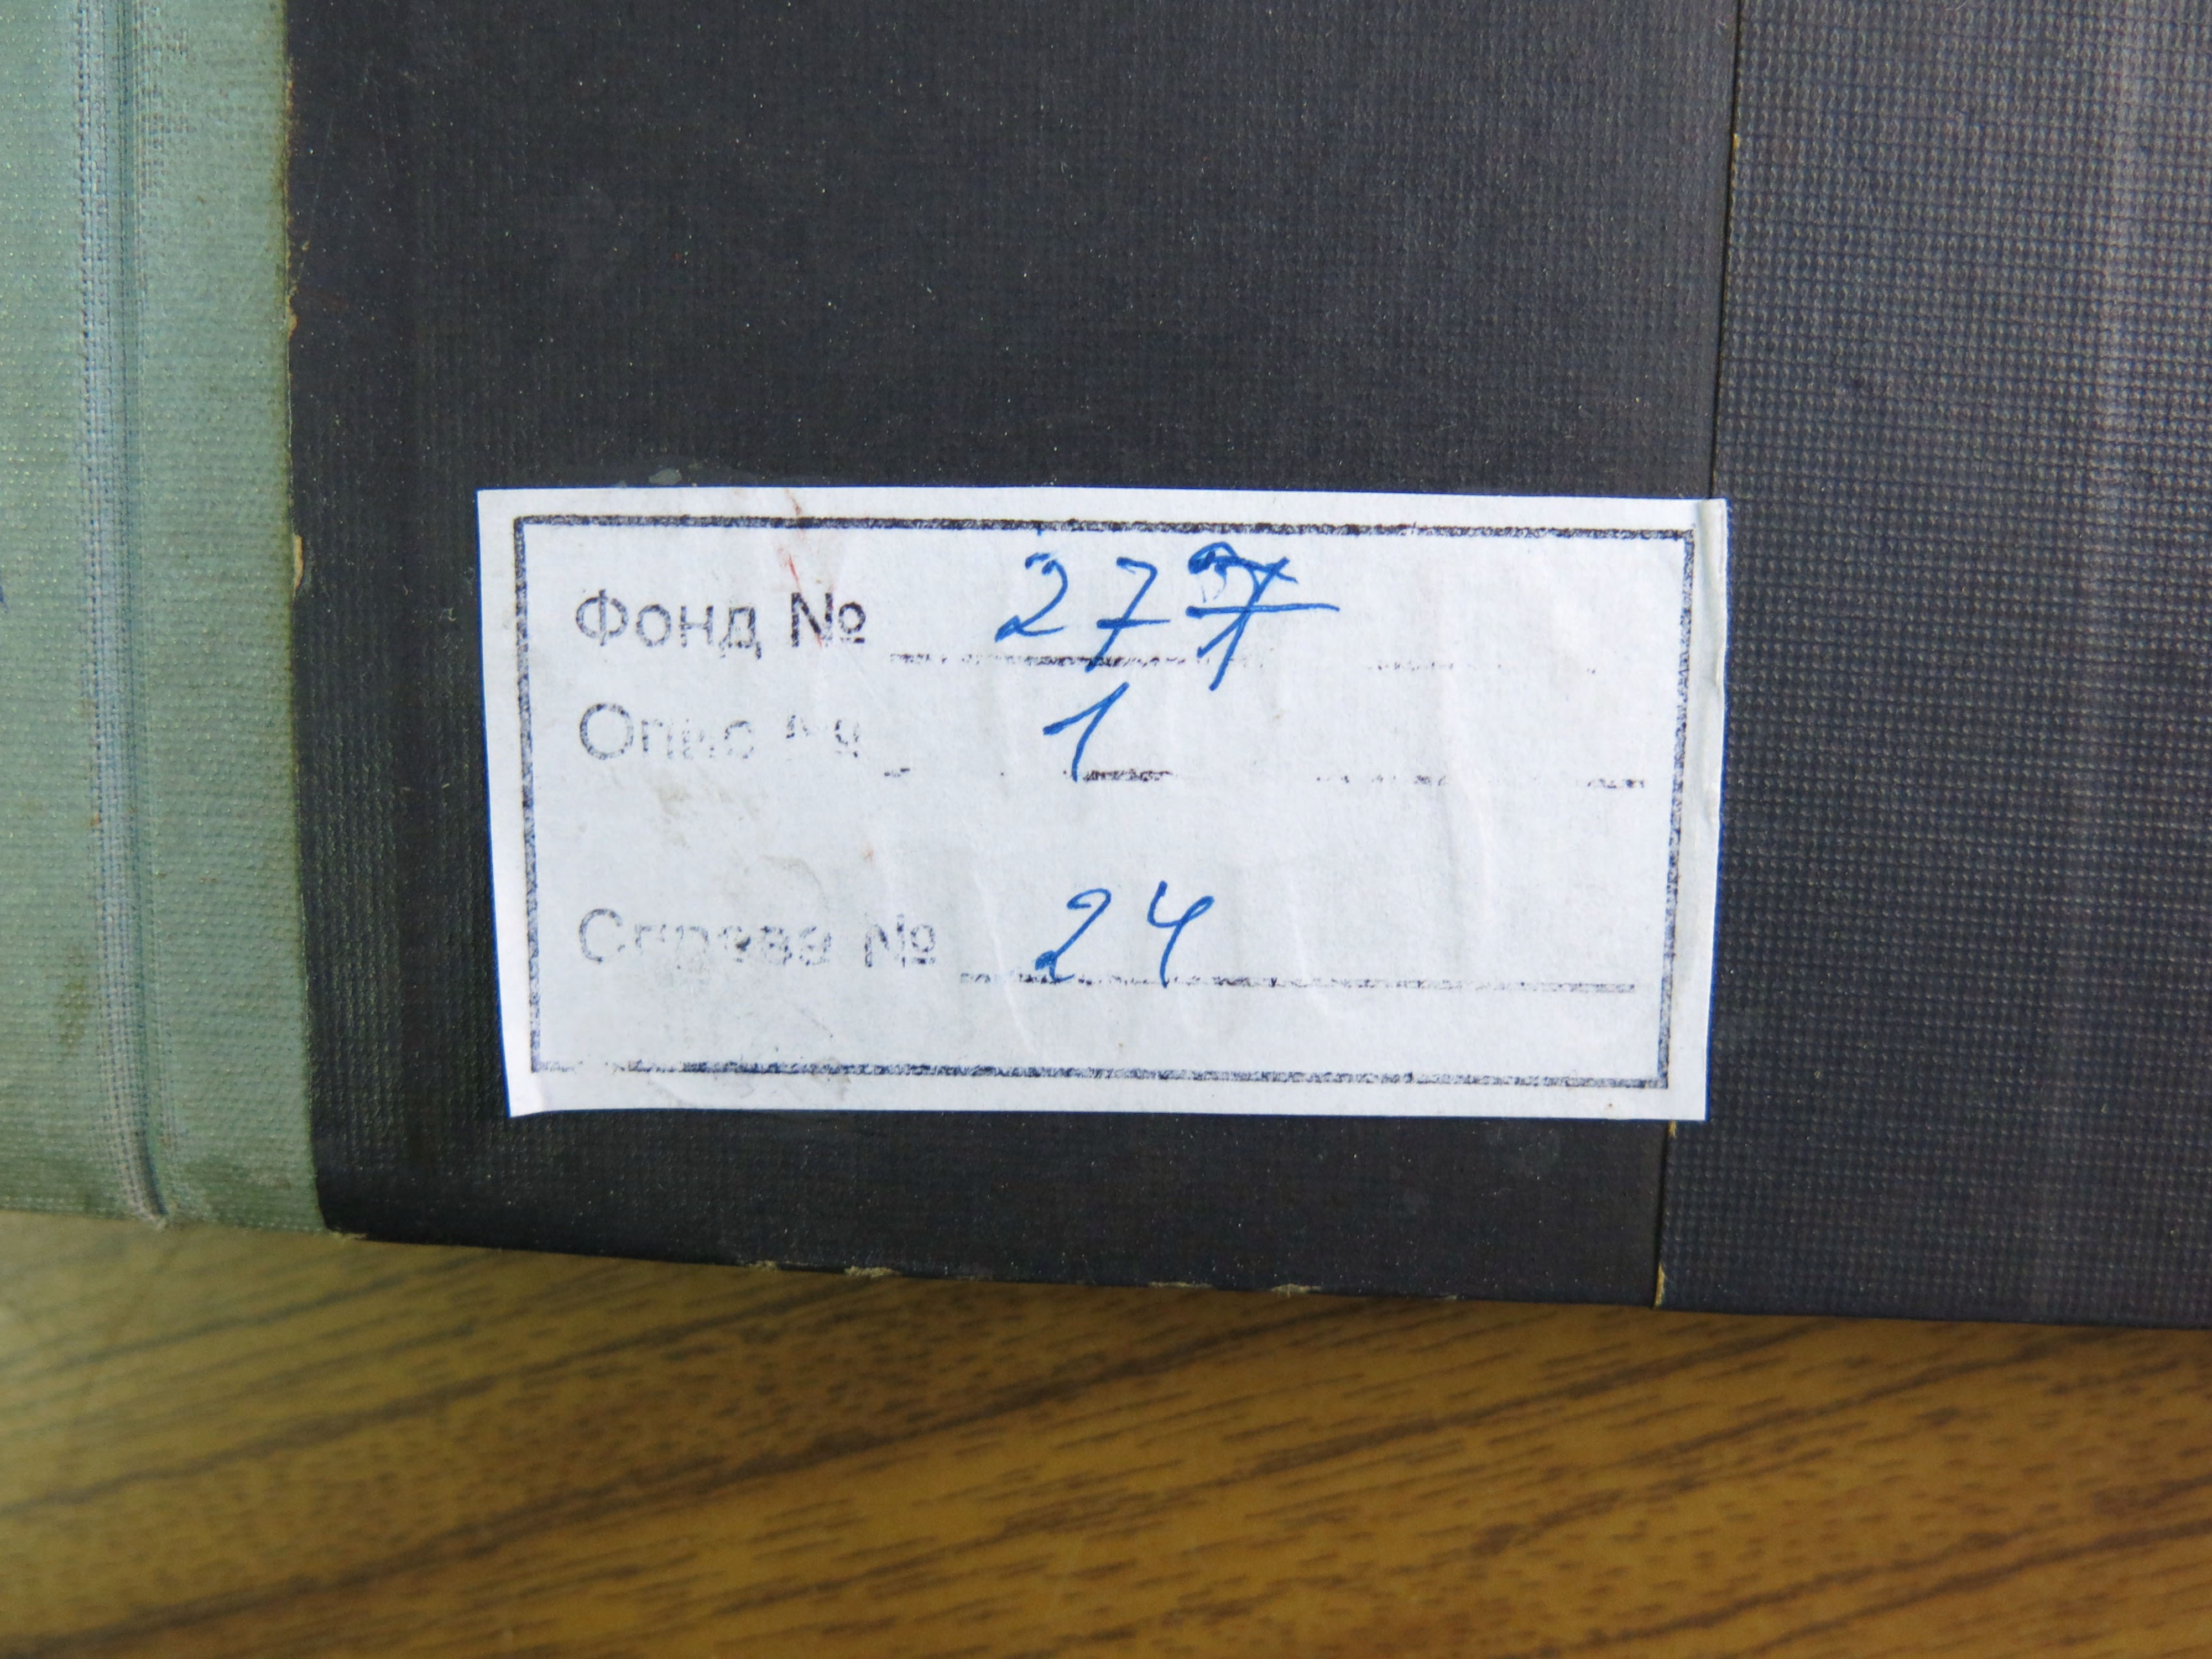 Фонд № 277
Опис № 1
Справа № 24